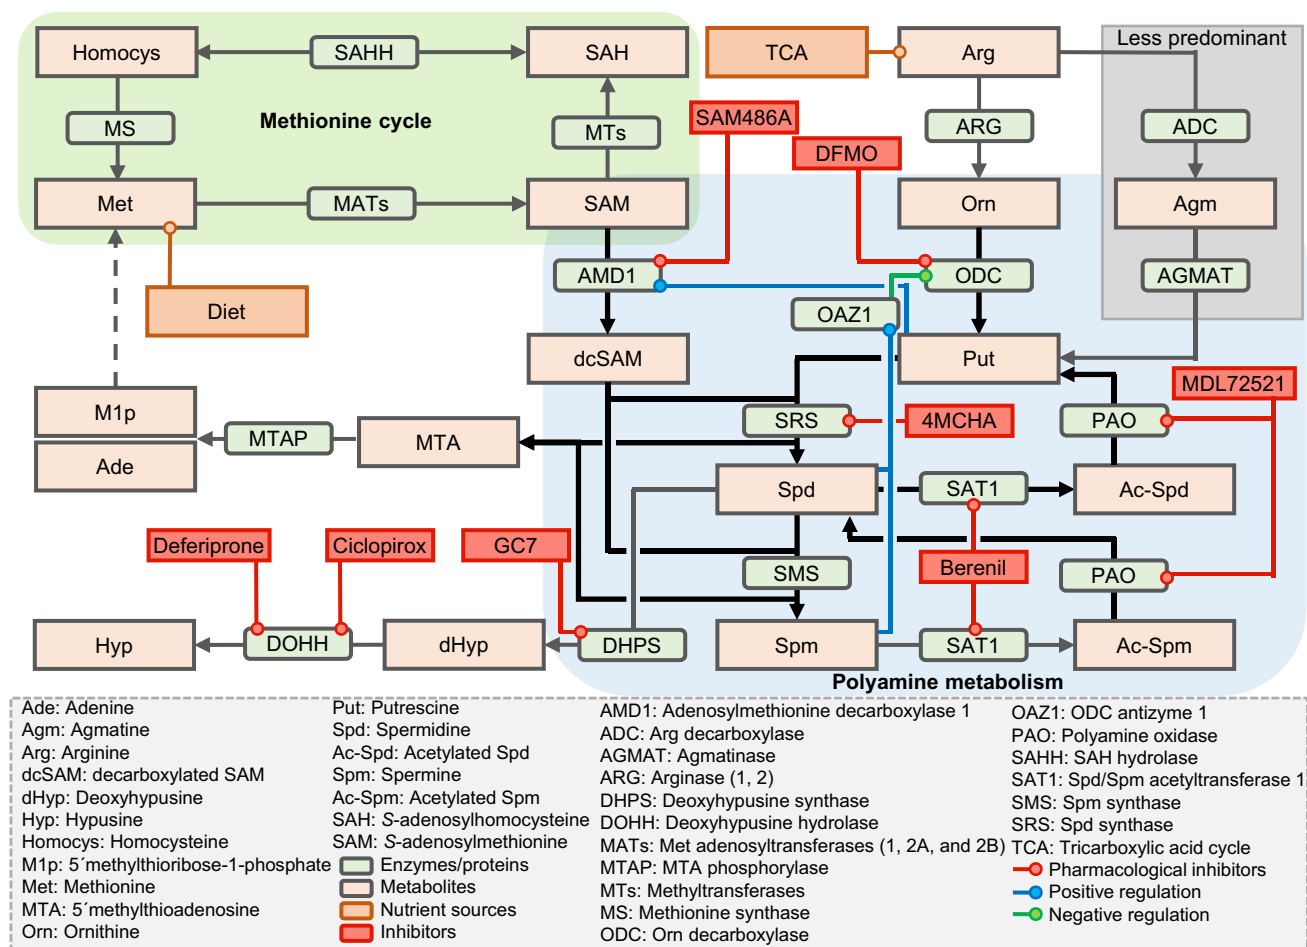 Homocys
SAHH
SAH
TCA
Arg
Less predominant
MS
Methionine cycle
MTs
SAM486A
DFMO
ARG
ADC
Met
MATs
SAM
Orn
Agm
AMD1
ODC
AGMAT
Diet
OAZ1
dcSAM
Put
MDL72521
M1p
MTAP
MTA
SRS
4MCHA
PAO
Ade
Spd
SAT1
Ac-Spd
Deferiprone
Ciclopirox
GC7
SMS
Berenil
PAO
Hyp
DOHH
dHyp
DHPS
Spm
SAT1
Ac-Spm
Polyamine metabolism
Ade: Adenine
Agm: Agmatine
Arg: Arginine
dcSAM: decarboxylated SAM
dHyp: Deoxyhypusine
Hyp: Hypusine
Homocys: Homocysteine
M1p: 5´methylthioribose-1-phosphate
Met: Methionine
MTA: 5´methylthioadenosine
Orn: Ornithine
Put: Putrescine
Spd: Spermidine
Ac-Spd: Acetylated Spd
Spm: Spermine
Ac-Spm: Acetylated Spm
SAH: S-adenosylhomocysteine
SAM: S-adenosylmethionine
Enzymes/proteins
Metabolites
Nutrient sources
Inhibitors
AMD1: Adenosylmethionine decarboxylase 1
ADC: Arg decarboxylase
AGMAT: Agmatinase
ARG: Arginase (1, 2)
DHPS: Deoxyhypusine synthase
DOHH: Deoxyhypusine hydrolase
MATs: Met adenosyltransferases (1, 2A, and 2B)
MTAP: MTA phosphorylase
MTs: Methyltransferases
MS: Methionine synthase
ODC: Orn decarboxylase
OAZ1: ODC antizyme 1
PAO: Polyamine oxidase
SAHH: SAH hydrolase
SAT1: Spd/Spm acetyltransferase 1
SMS: Spm synthase
SRS: Spd synthase
TCA: Tricarboxylic acid cycle
Pharmacological inhibitors
Positive regulation
Negative regulation